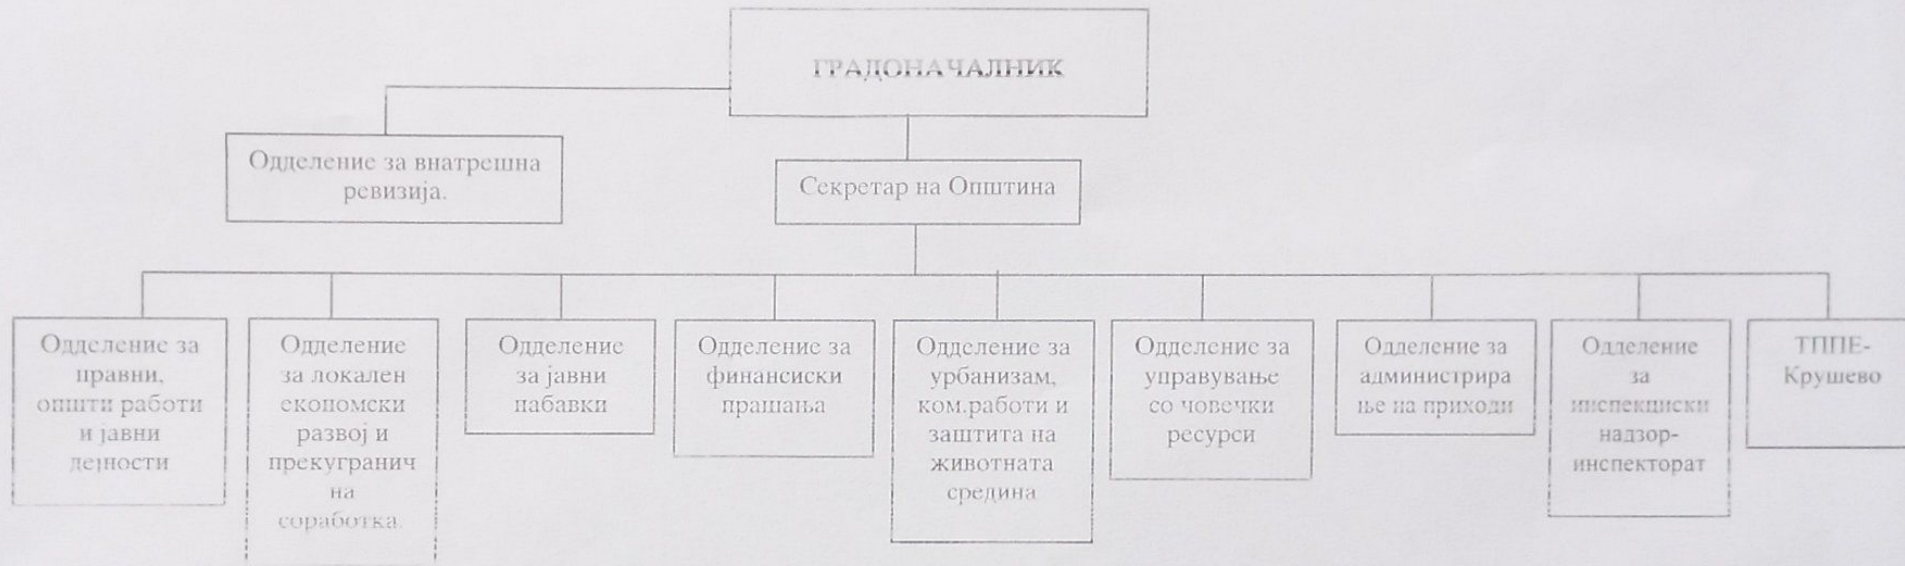 ГРАДОНАЧАЛНИК
Одделение за внатрешна
ревизија.
Секретар на Општина
Одделение за
правни,
општи работи
и јавни
дејности
Одделение
за локален
економски
развој и
прекугранич
на
соработка.
Одделение
за јавни
набавки
Одделение за
финансиски
прашања
Одделение за
урбанизам,
ком.работи и
заштита на
животната
средина
Одделение за
управување
со човечки
ресурси
Одделение за
администрира
ње на приходи
Одделение
за
инспекциски
надзор-
инспекторат
ТППЕ-
Крушево